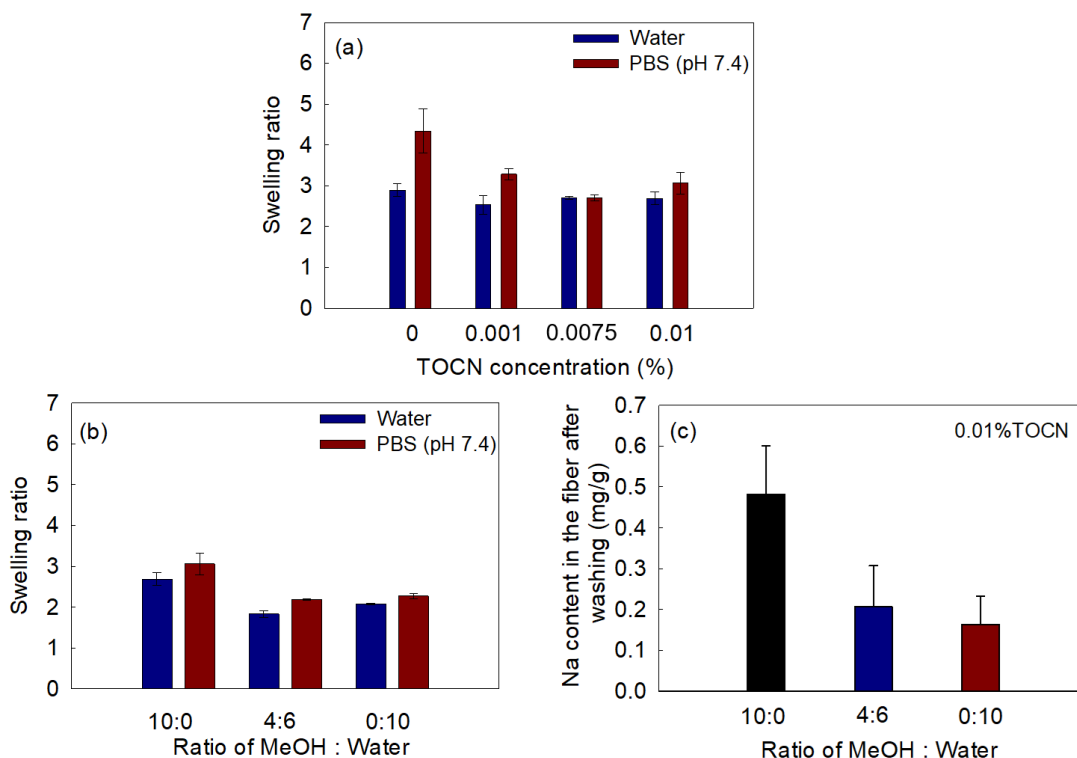 (a)
Water
PBS (pH 7.4)
Swelling ratio
7
6
5
4
3
2
1
0
0 0.001 0.0075 0.01
TOCN concentration (%)
(b)
Water
PBS (pH 7.4)
Swelling ratio
7
6
5
4
3
2
1
0
10:0 4:6 0:10
Ratio of MeOH : Water
(c)
0.01%TOCN
Na content in the fiber after
washing (mg/g)
0.7
0.6
0.5
0.4
0.3
0.2
0.1
0.0
10:0 4:6 0:10
Ratio of MeOH : Water